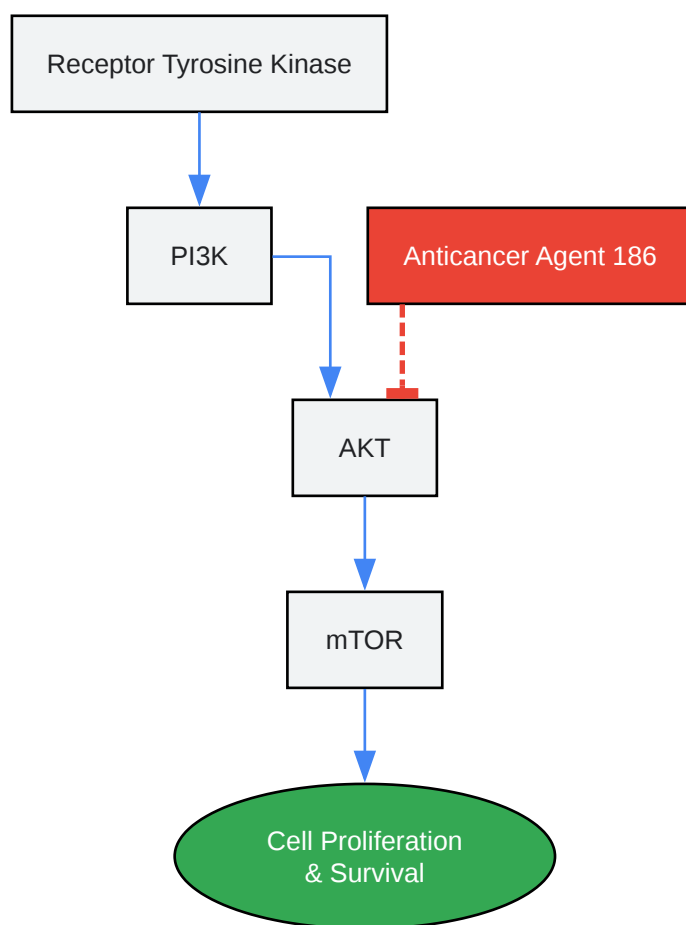 Receptor Tyrosine Kinase
PI3K
Anticancer Agent 186
AKT
mTOR
Cell Proliferation
& Survival